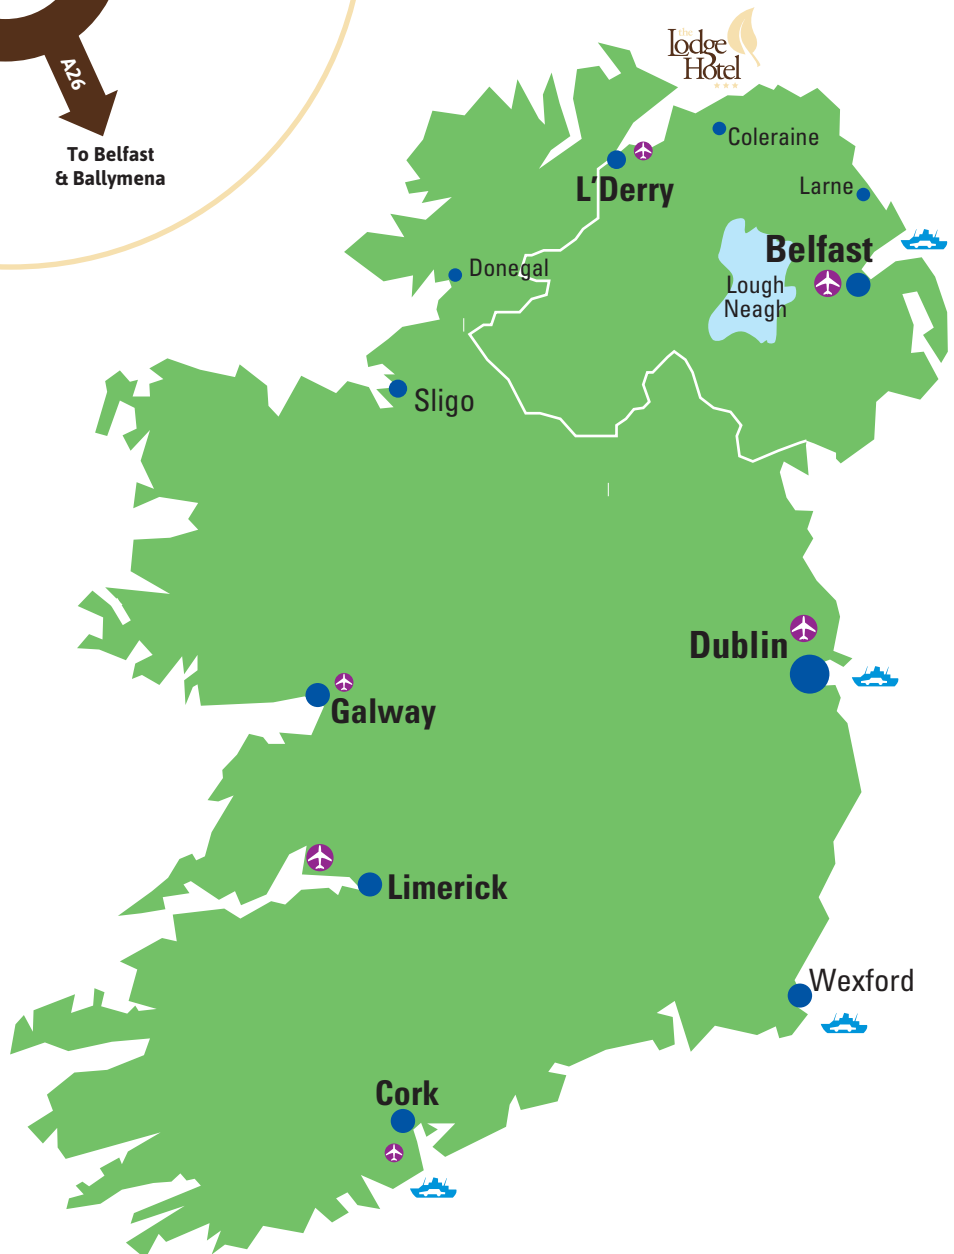 A26
To Belfast
& Ballymena
the
Lodge
Hotel
Coleraine
L'Derry
Larne
Belfast
Donegal
Lough
Neagh
Sligo
Dublin
Galway
Limerick
Wexford
Cork